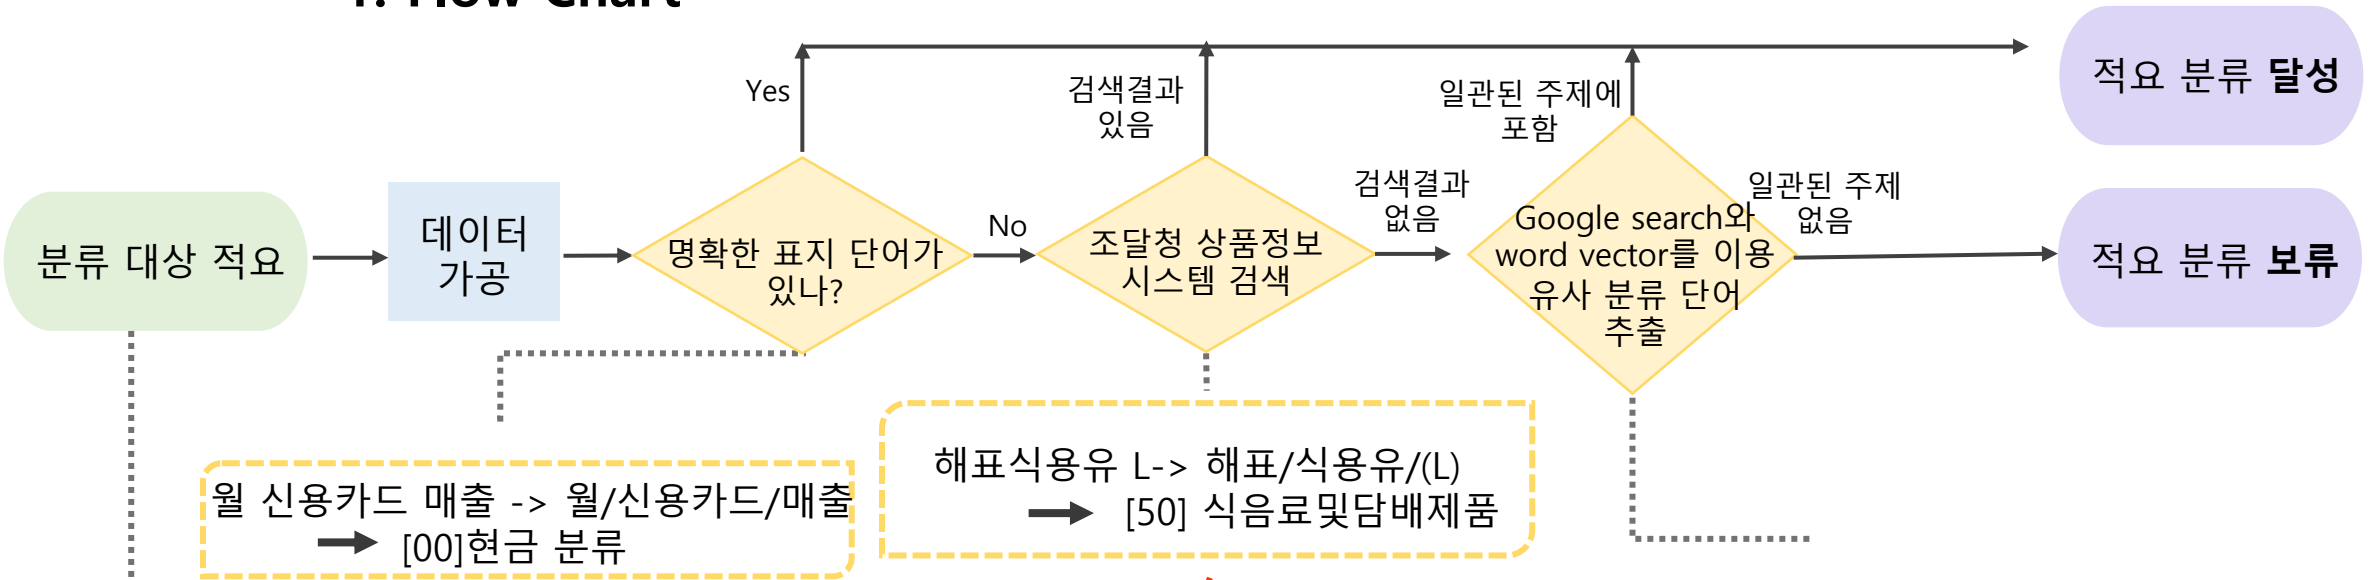 1. Flow Chart
분류 대상 적요
데이터
가공
명확한 표지 단어가
있나?
Yes
No
조달청 상품정보
시스템 검색
검색결과
있음
검색결과
없음
Google search와
word vector를 이용
유사 분류 단어
추출
일관된 주제에
포함
일관된 주제
없음
적요 분류 달성
적요 분류 보류
월 신용카드 매출 -> 월/신용카드/매출
[00]현금 분류
해표식용유 L-> 해표/식용유/(L)
[50] 식음료및담배제품